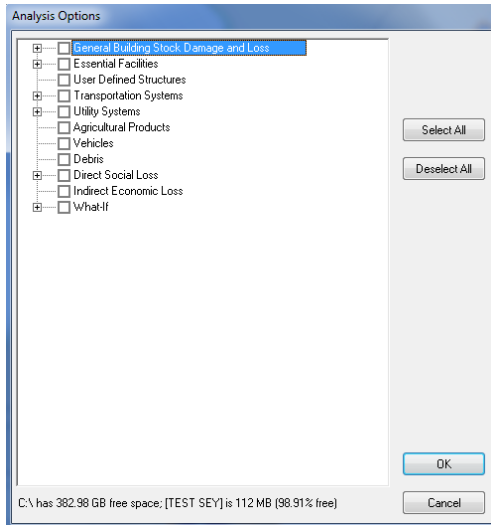 Analysis Options
General Building Stock Damage and Loss
Essential Facilities
User Defined Structures
Transportation Systems
Utility Systems
Agricultural Products
Vehicles
Debris
Direct Social Loss
Indirect Economic Loss
What-If
Select All
Deselect All
OK
C:\ has 382.98 GB free space; [TEST SEY] is 112 MB (98.91% free)
Cancel